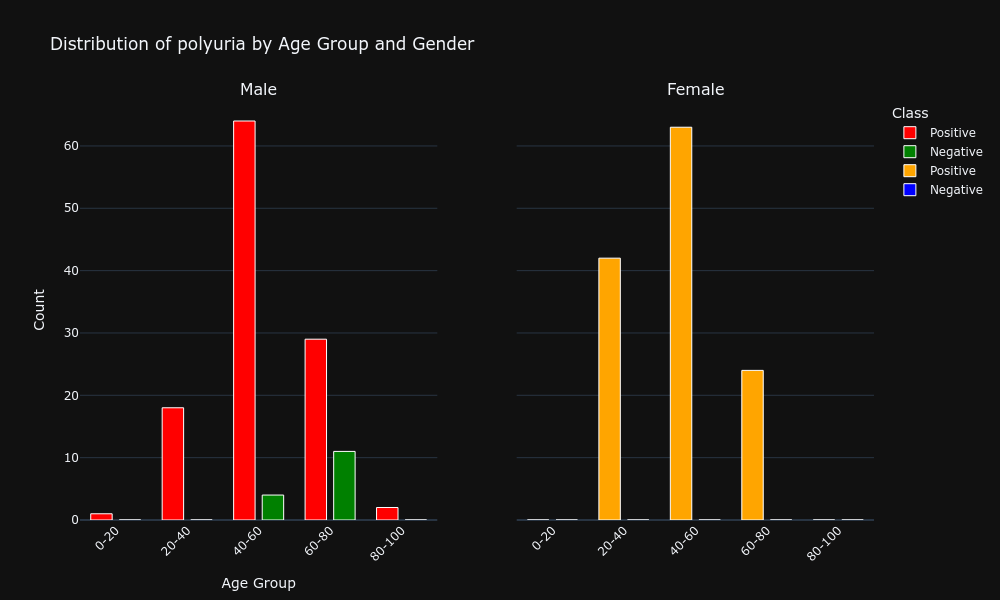 Distribution of polyuria by Age Group and Gender
Male
Female
Class
Positive
Negative
Positive
Negative
Count
60
50
40
30
20
10
0
0-20
20-40
40-60
60-80
80-100
0-20
20-40
40-60
60-80
80-100
Age Group